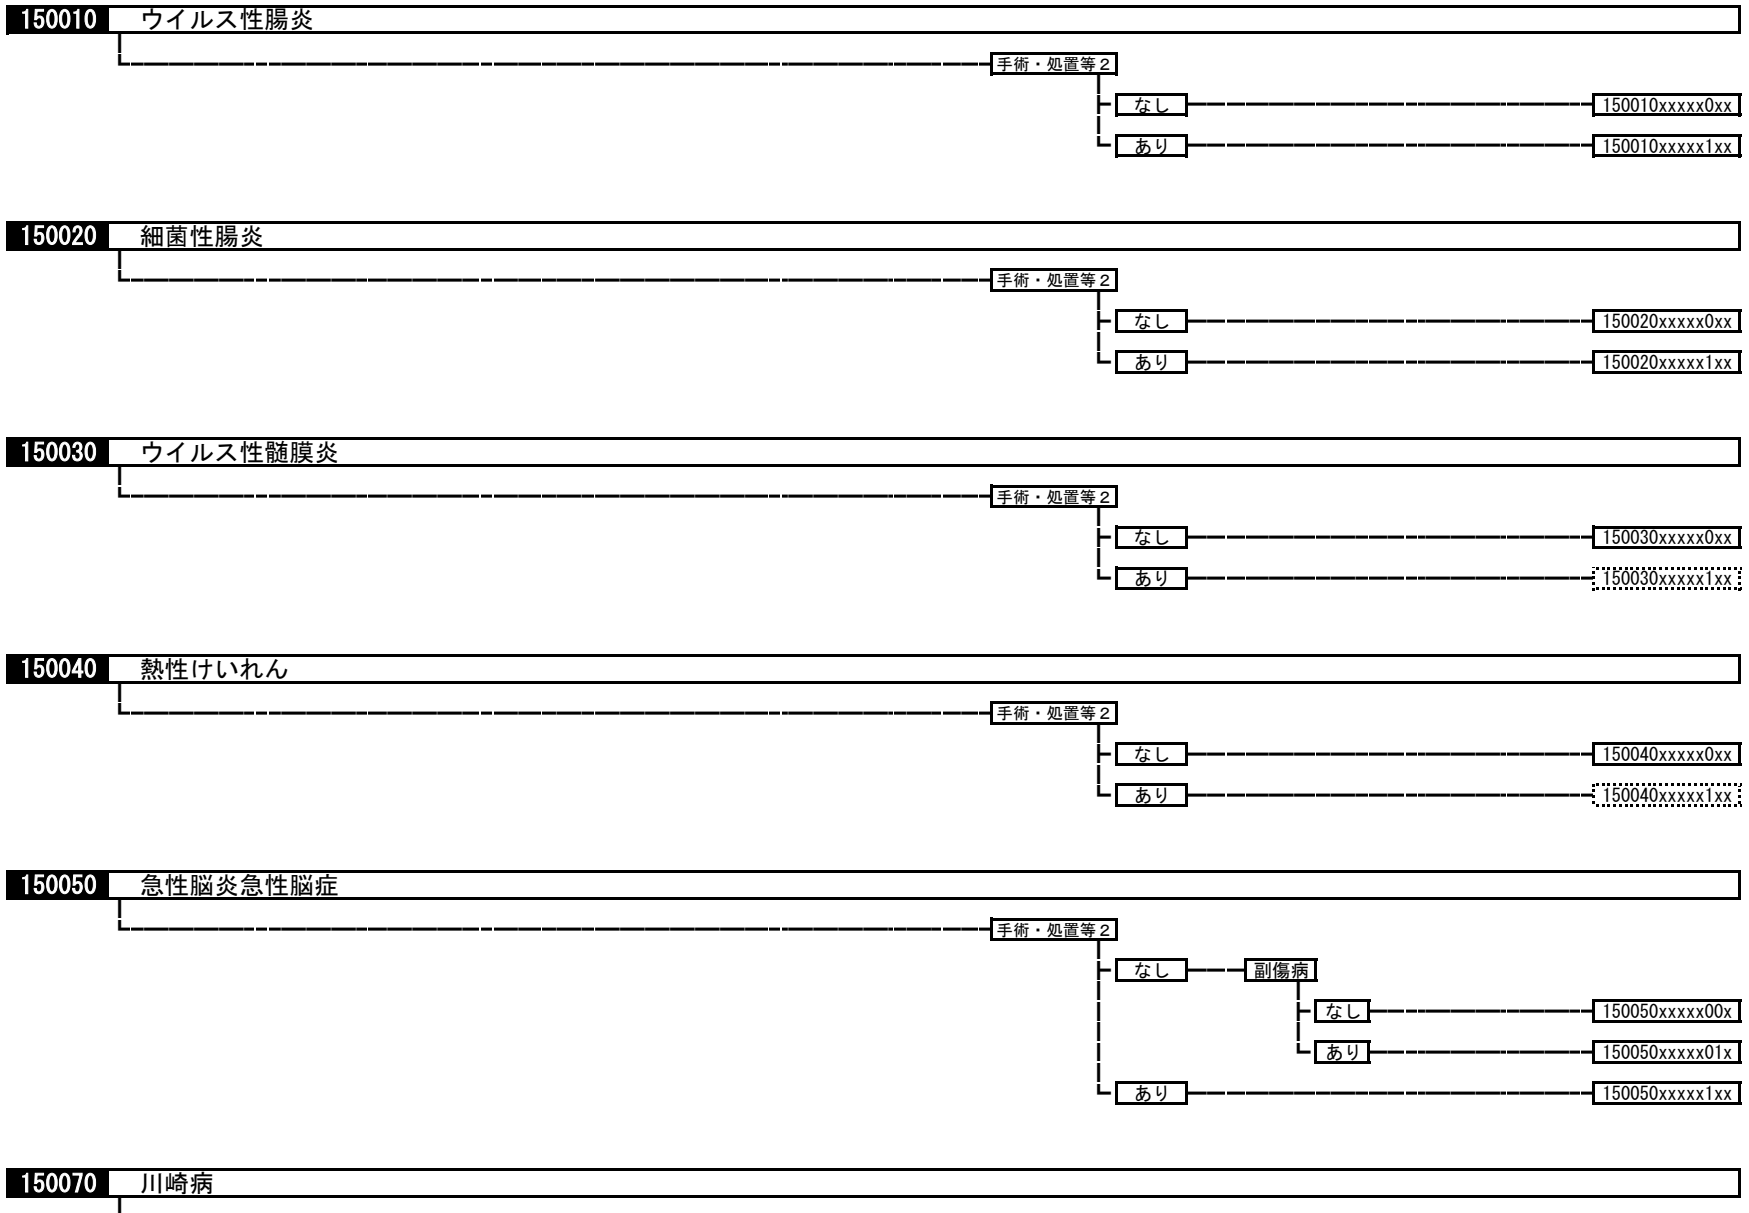 150010 ウイルス性腸炎
手術・処置等２
なし 150010xxxxx0xx
あり 150010xxxxx1xx
150020 細菌性腸炎
手術・処置等２
なし 150020xxxxx0xx
あり 150020xxxxx1xx
150030 ウイルス性髄膜炎
手術・処置等２
なし 150030xxxxx0xx
あり 150030xxxxx1xx
150040 熱性けいれん
手術・処置等２
なし 150040xxxxx0xx
あり 150040xxxxx1xx
150050 急性脳炎急性脳症
手術・処置等２
なし 副傷病
なし 150050xxxxx00x
あり 150050xxxxx01x
あり 150050xxxxx1xx
150070 川崎病